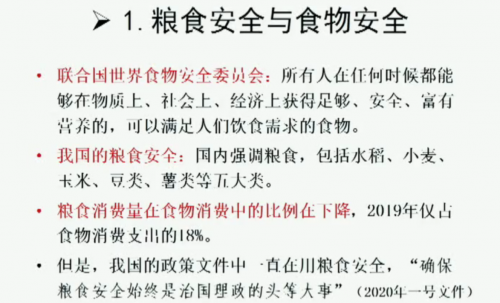 ➢ 1.粮食安全与食物安全
• 联合国世界食物安全委员会：所有人在任何时候都能
够在物质上、社会上、经济上获得足够、安全、富有
营养的，可以满足人们饮食需求的食物。
• 我国的粮食安全：国内强调粮食，包括水稻、小麦、
玉米、豆类、薯类等五大类。
• 粮食消费量在食物消费中的比例在下降，2019年仅占
食物消费支出的18%。
• 但是，我国的政策文件中一直在用粮食安全，“确保
粮食安全始终是治国理政的头等大事”（2020年一号文件）